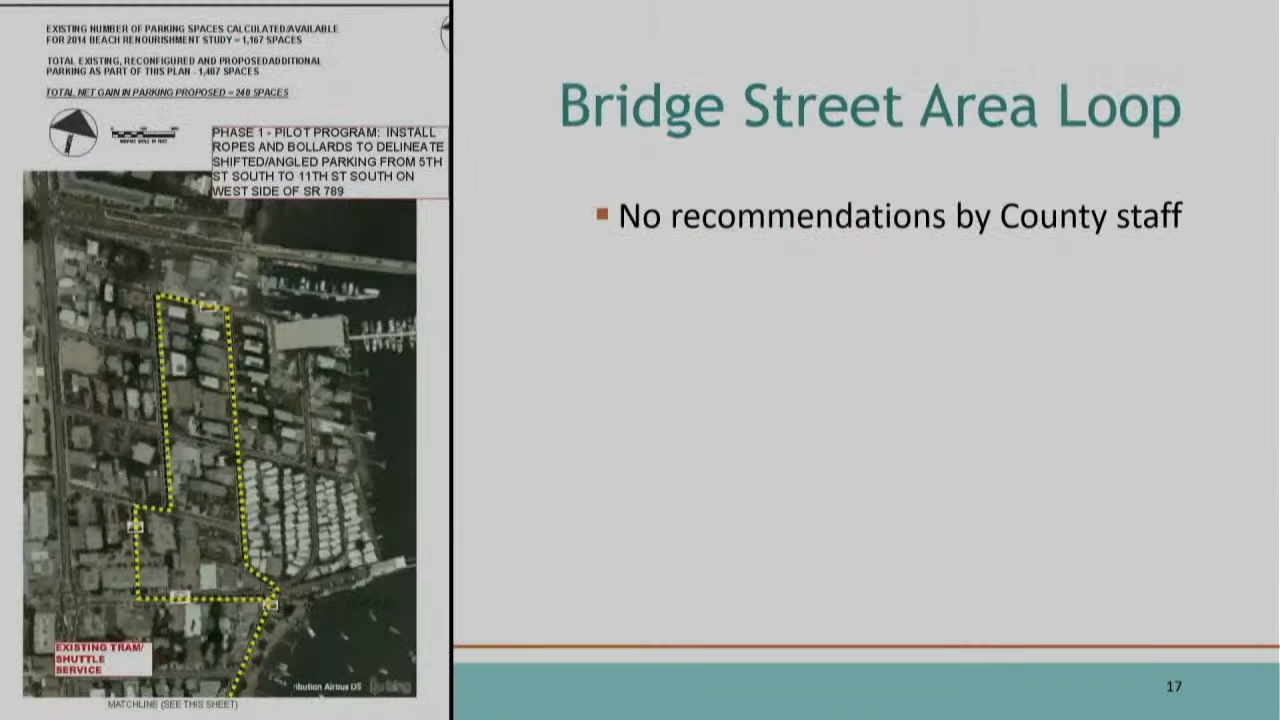 EXISTING NUMBER OF PARKING SPACES CALCULATED/AVAILABLE
FOR 2014 BEACH RENOURISHMENT STUDY = 1,167 SPACES
TOTAL EXISTING, RECONFIGURED AND PROPOSEDADDITIONAL
PARKING AS PART OF THIS PLAN - 1,407 SPACES
TOTAL NET GAIN IN PARKING PROPOSED = 240 SPACES
PHASE 1 - PILOT PROGRAM: INSTALL
ROPES AND BOLLARDS TO DELINEATE
SHIFTED/ANGLED PARKING FROM 5TH
ST SOUTH TO 11TH ST SOUTH ON
WEST SIDE OF SR 789
EXISTING TRAM/
SHUTTLE
SERVICE
ribution Airbus DS
MATCHLINE (SEE THIS SHEET)
Bridge Street Area Loop
No recommendations by County staff
17